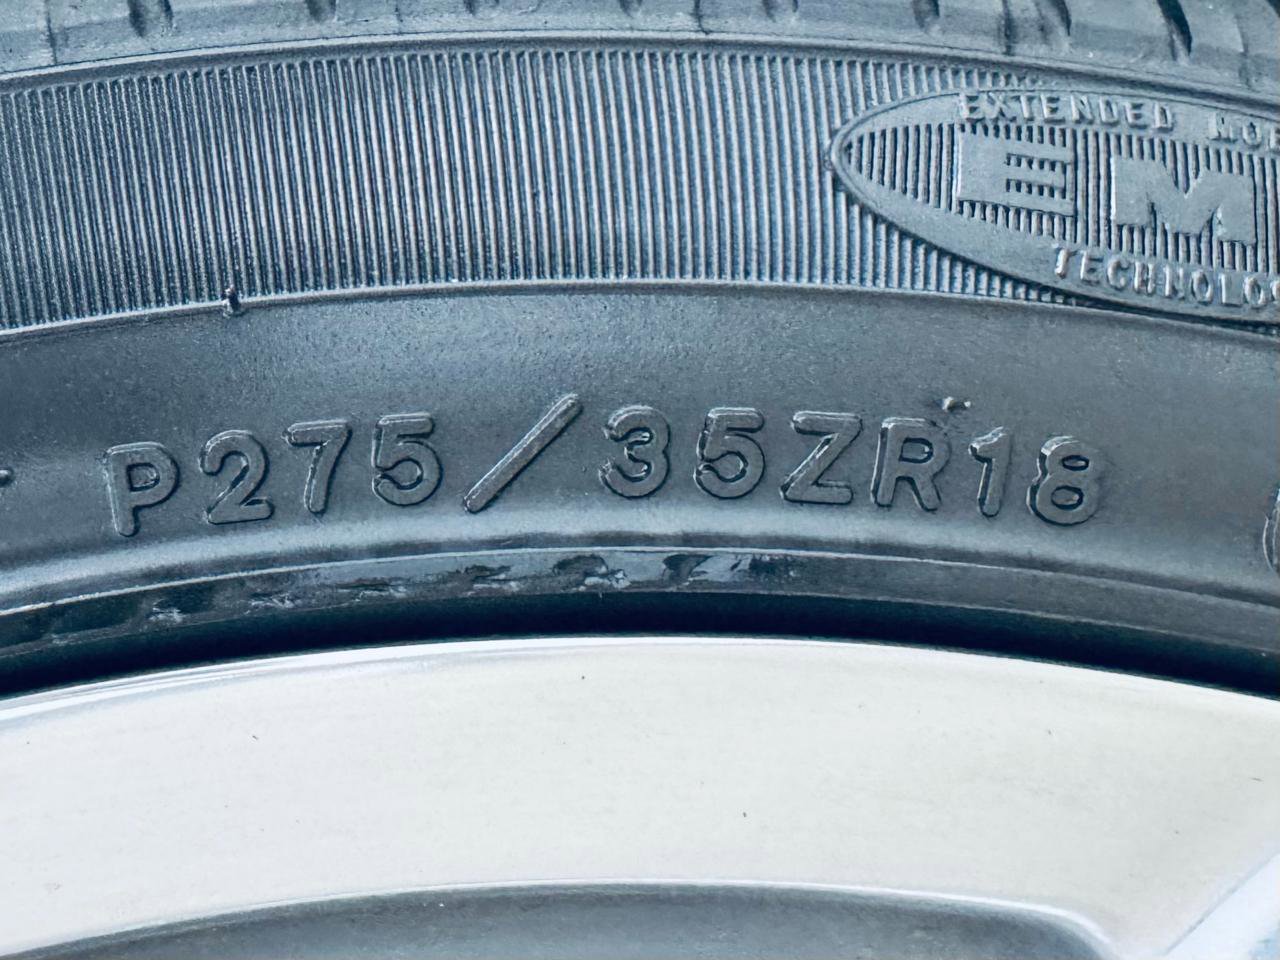 EXTENDED
EM
P275/35ZR18